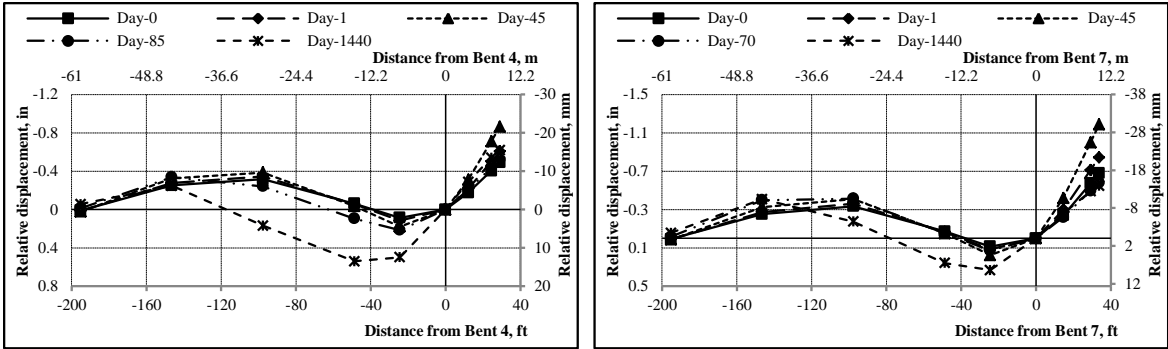 Day-0 Day-1 Day-45
Day-85 Day-1440
Distance from Bent 4, m
-61 -48.8 -36.6 -24.4 -12.2 0 12.2
Relative displacement, in
-1.2
-0.8
-0.4
0
0.4
0.8
-30
-20
-10
0
10
20
Relative displacement, mm
-200 -160 -120 -80 -40 0 40
Distance from Bent 4, ft
Day-0 Day-1 Day-45
Day-70 Day-1440
Distance from Bent 7, m
-61 -48.8 -36.6 -24.4 -12.2 0 12.2
Relative displacement, in
-1.5
-1.1
-0.7
-0.3
0.1
0.5
-38
-28
-18
-8
2
12
Relative displacement, mm
-200 -160 -120 -80 -40 0 40
Distance from Bent 7, ft